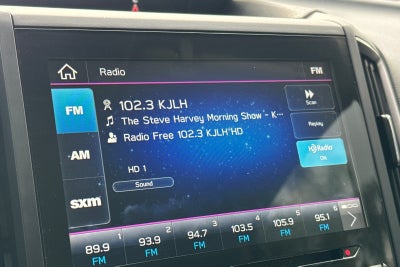 Radio FM
FM
102.3 KJLH
Scan
The Steve Harvey Morning Show - K...
Radio Free 102.3 KJLH HD
Replay
AM
HD Radio
ON
HD 1
Sound
sxm
1 2 3 4 5 6
89.9 93.9 94.7 103.5 105.9 95.1
FM FM FM FM FM FM